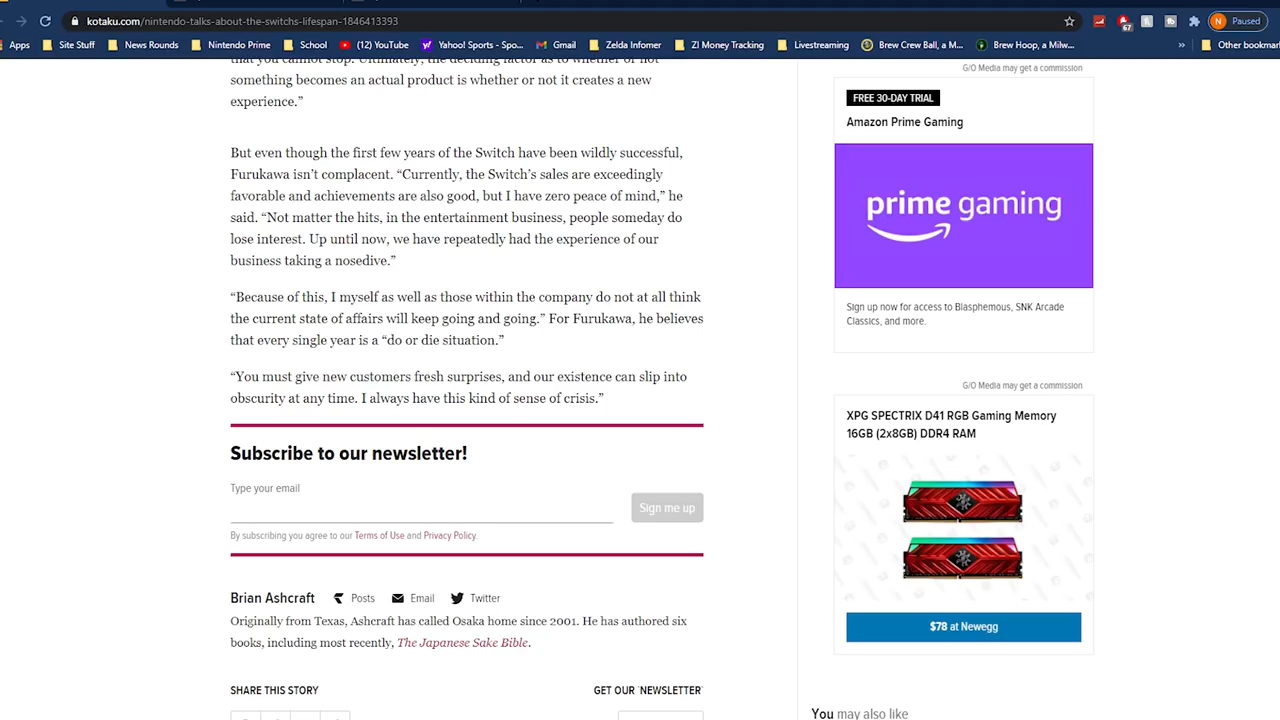 kotaku.com/nintendo-talks-about-the-switchs-lifespan-1846413393
67
N Paused
Apps Site Stuff News Rounds Nintendo Prime School (12) YouTube Yahoo! Sports - Spo... Gmail Zelda Informer ZI Money Tracking Livestreaming Brew Crew Ball, a M... Brew Hoop, a Milw... » Other bookmar
that you cannot stop. Ultimately, the deciding factor as to whether or not
something becomes an actual product is whether or not it creates a new
experience.”
But even though the first few years of the Switch have been wildly successful,
Furukawa isn’t complacent. “Currently, the Switch’s sales are exceedingly
favorable and achievements are also good, but I have zero peace of mind,” he
said. “Not matter the hits, in the entertainment business, people someday do
lose interest. Up until now, we have repeatedly had the experience of our
business taking a nosedive.”
“Because of this, I myself as well as those within the company do not at all think
the current state of affairs will keep going and going.” For Furukawa, he believes
that every single year is a “do or die situation.”
“You must give new customers fresh surprises, and our existence can slip into
obscurity at any time. I always have this kind of sense of crisis.”
Subscribe to our newsletter!
Type your email
Sign me up
By subscribing you agree to our Terms of Use and Privacy Policy.
Brian Ashcraft Posts Email Twitter
Originally from Texas, Ashcraft has called Osaka home since 2001. He has authored six
books, including most recently, The Japanese Sake Bible.
SHARE THIS STORY
GET OUR 'NEWSLETTER'
G/O Media may get a commission
FREE 30-DAY TRIAL
Amazon Prime Gaming
prime gaming
Sign up now for access to Blasphemous, SNK Arcade
Classics, and more.
G/O Media may get a commission
XPG SPECTRIX D41 RGB Gaming Memory
16GB (2x8GB) DDR4 RAM
$78 at Newegg
You may also like